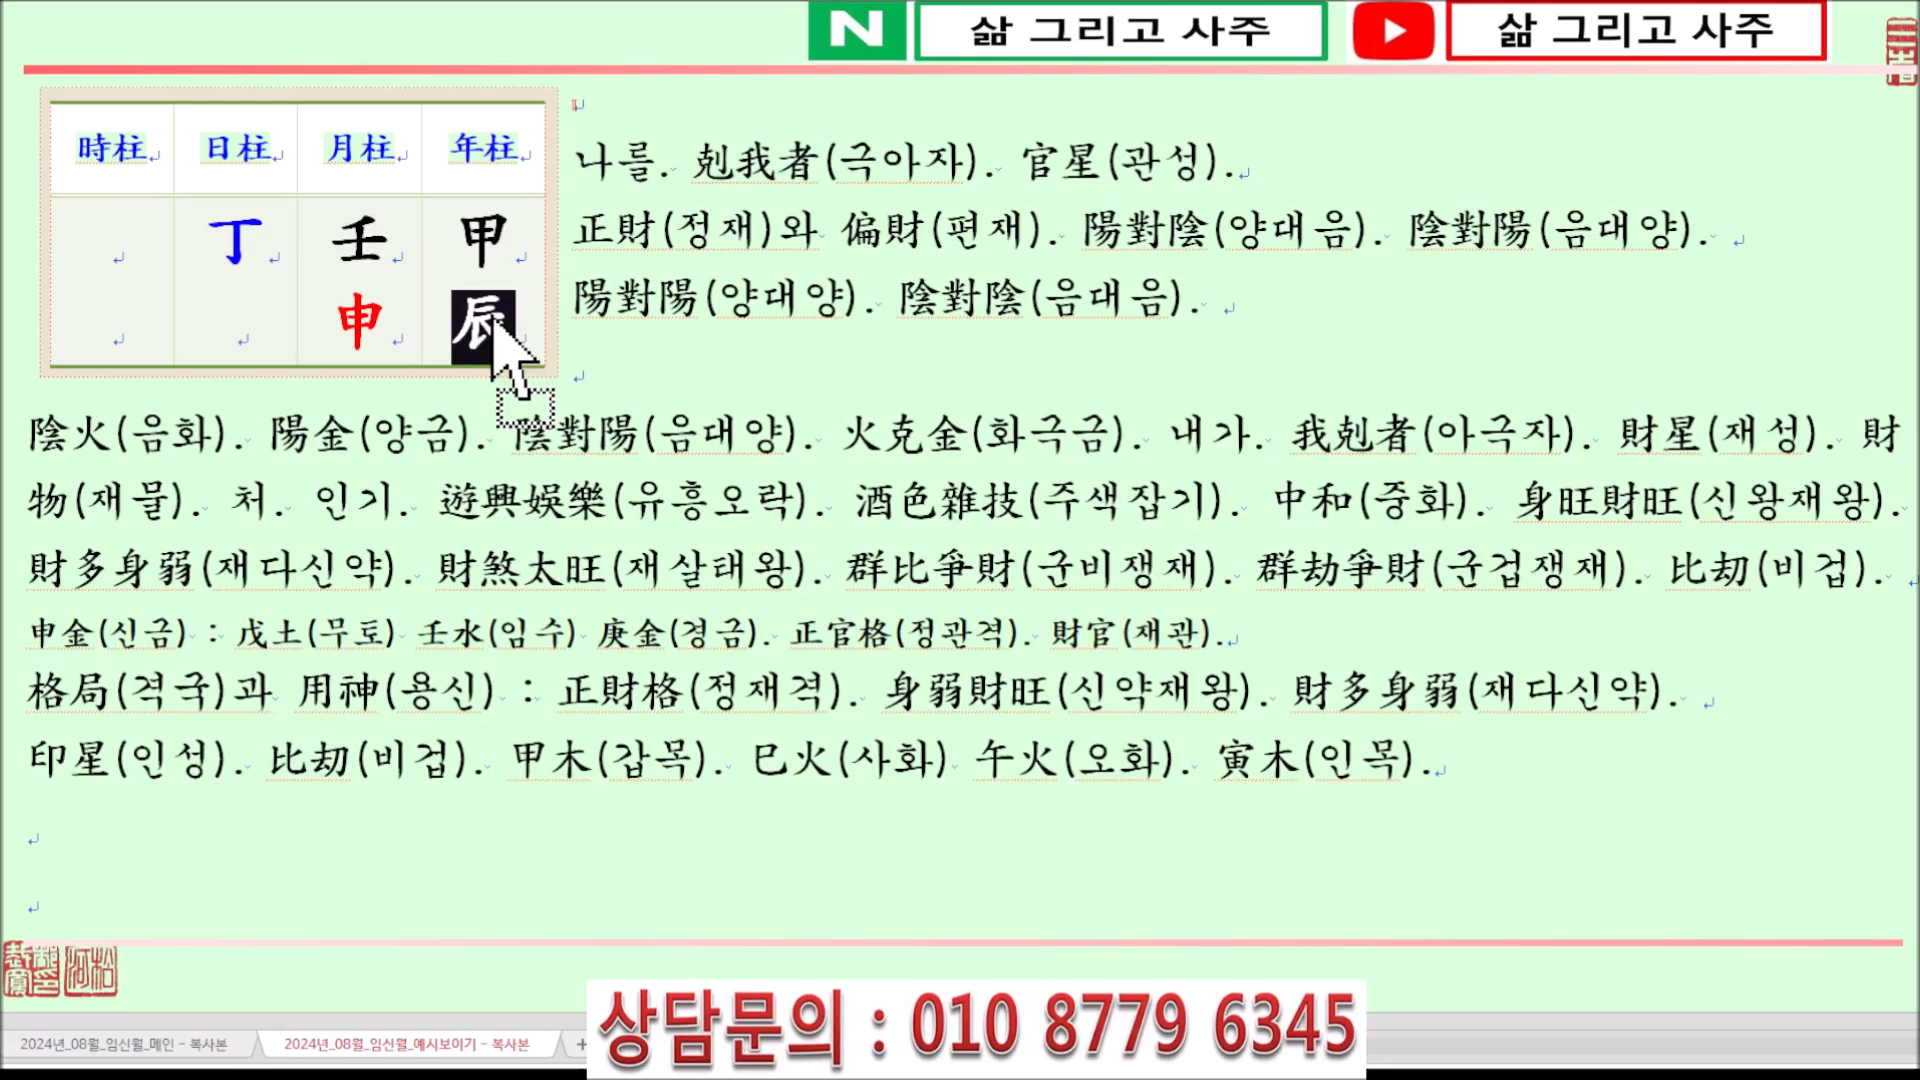 N 삶 그리고 사주 삶 그리고 사주
時柱 日柱 月柱 年柱
丁 壬 甲
申 辰
나를. 剋我者(극아자). 官星(관성).
正財(정재)와 偏財(편재). 陽對陰(양대음). 陰對陽(음대양).
陽對陽(양대양). 陰對陰(음대음).
陰火(음화). 陽金(양금). 陰對陽(음대양). 火克金(화극금). 내가. 我剋者(아극자). 財星(재성). 財
物(재물). 처. 인기. 遊興娛樂(유흥오락). 酒色雜技(주색잡기). 中和(중화). 身旺財旺(신왕재왕).
財多身弱(재다신약). 財煞太旺(재살태왕). 群比爭財(군비쟁재). 群劫爭財(군겁쟁재). 比劫(비겁).
申金(신금) : 戊土(무토) 壬水(임수) 庚金(경금). 正官格(정관격). 財官(재관).
格局(격국)과 用神(용신) : 正財格(정재격). 身弱財旺(신약재왕). 財多身弱(재다신약).
印星(인성). 比劫(비겁). 甲木(갑목). 巳火(사화) 午火(오화). 寅木(인목).
2024년_08월_임신월_메인 - 복사본 2024년_08월_임신월_예시보이기 - 복사본 +
상담문의 : 010 8779 6345